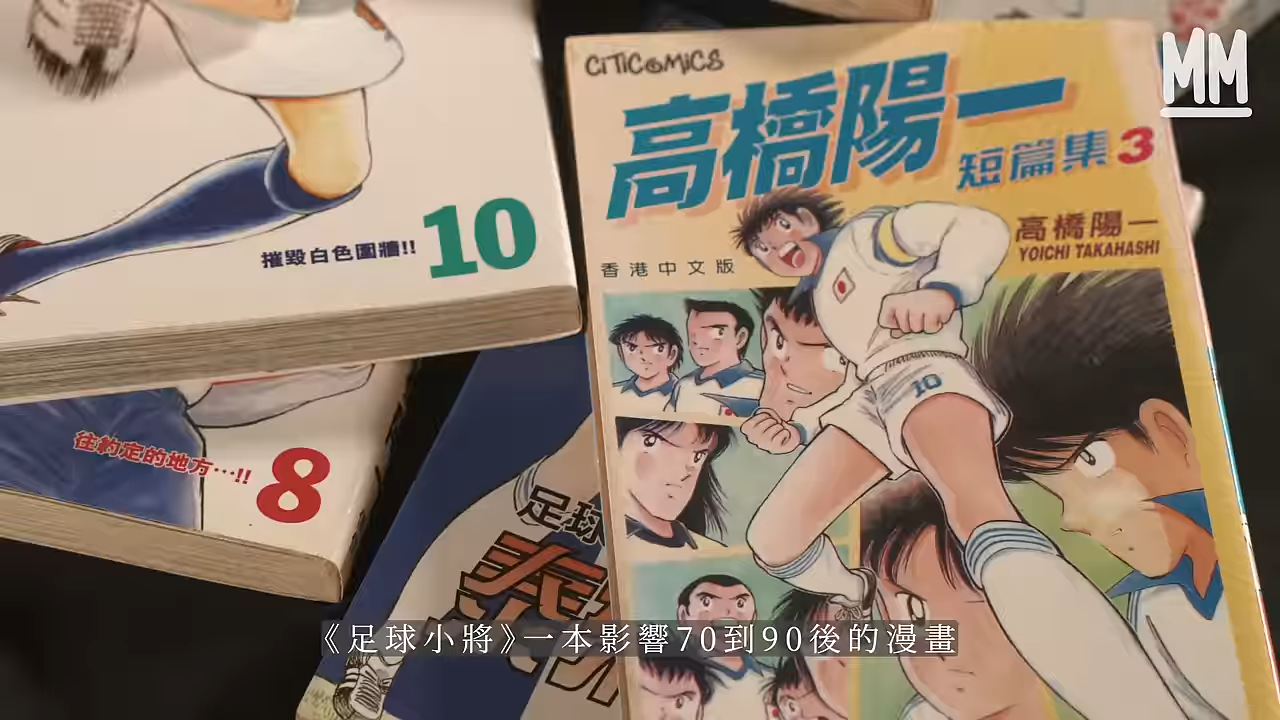 MM
CITICOMICS
高橋陽一
短篇集3
高橋陽一
YOICHI TAKAHASHI
香港中文版
10
摧毀白色圍牆!!
10
往約定的地方…!!
8
足球
《足球小將》一本影響70到90後的漫畫